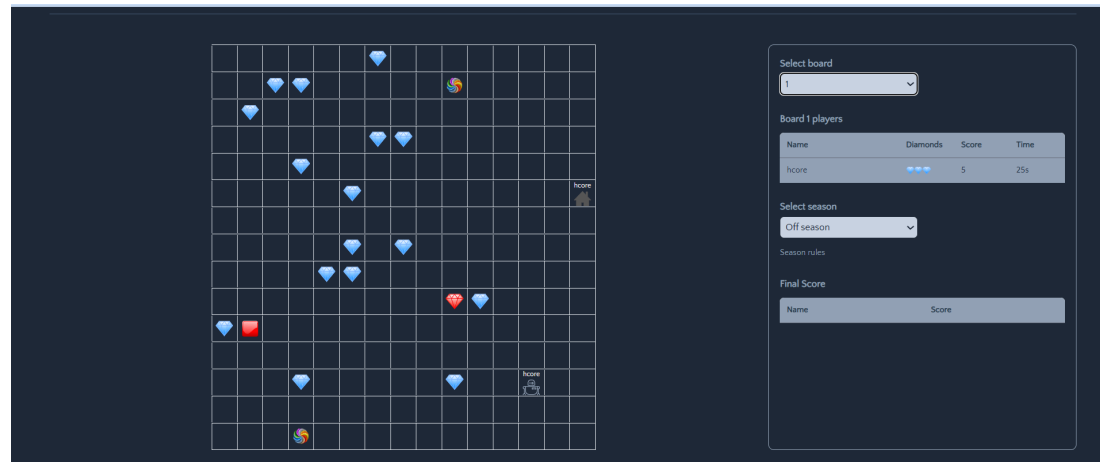 Select board
1
Board 1 players
Name Diamonds Score Time
hcore 5 25s
Select season
Off season
Season rules
Final Score
Name Score
hcore
hcore